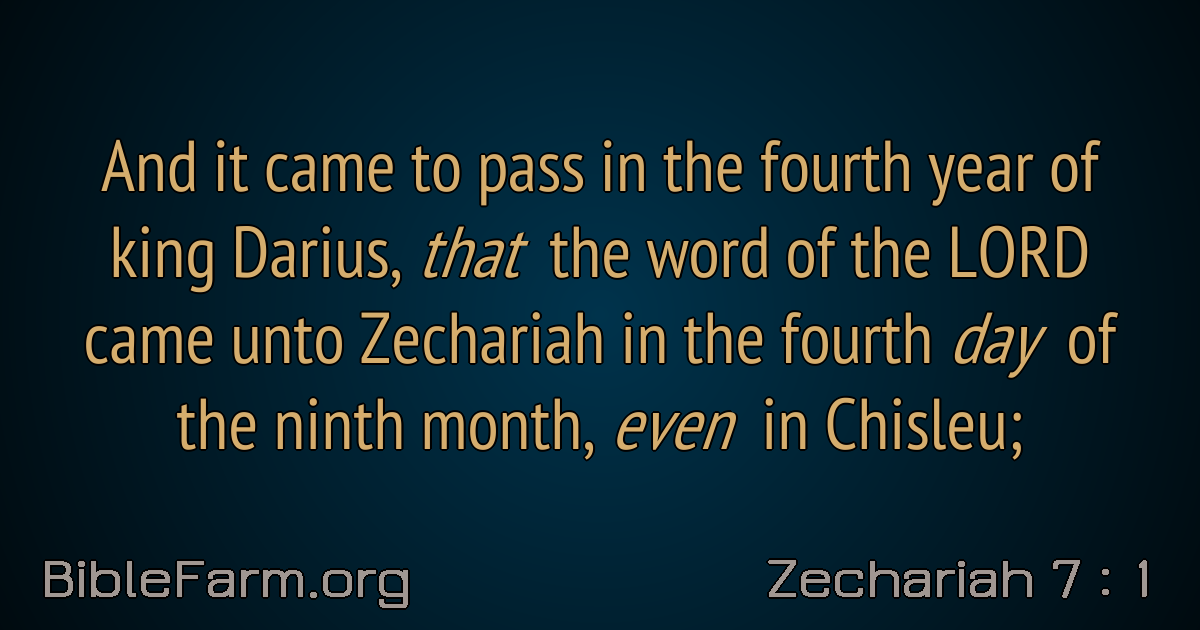 And it came to pass in the fourth year of
king Darius, that the word of the LORD
came unto Zechariah in the fourth day of
the ninth month, even in Chisleu;
BibleFarm.org
Zechariah 7 : 1